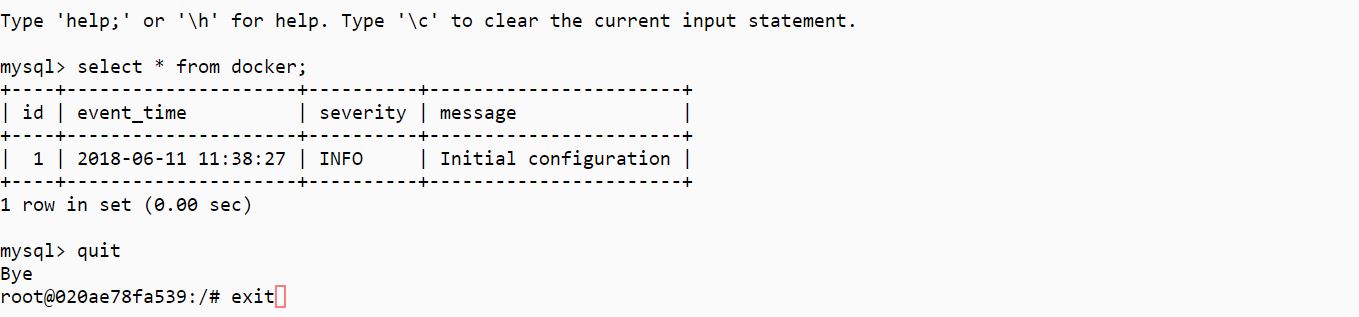 Type 'help;' or '\h' for help. Type '\c' to clear the current input statement.
mysql> select * from docker;
+----+---------------------+----------+-----------------------+
| id | event_time          | severity | message               |
+----+---------------------+----------+-----------------------+
|  1 | 2018-06-11 11:38:27 | INFO     | Initial configuration |
+----+---------------------+----------+-----------------------+
1 row in set (0.00 sec)
mysql> quit
Bye
root@020ae78fa539:/# exit